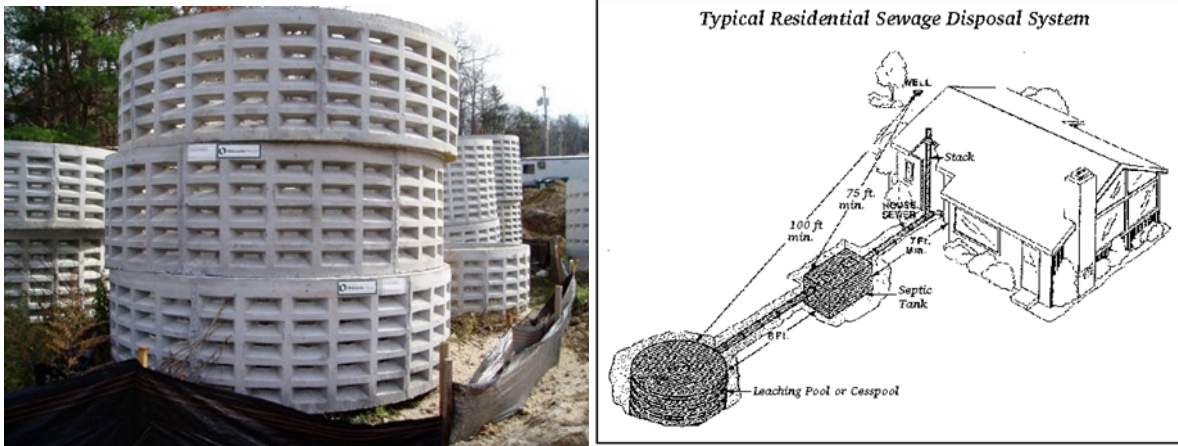 Typical Residential Sewage Disposal System
WELL
Stack
75 ft.
min.
HOUSE
SEWER
100 ft
min.
7 Ft.
Min.
Septic
Tank
8 Ft.
Leaching Pool or Cesspool